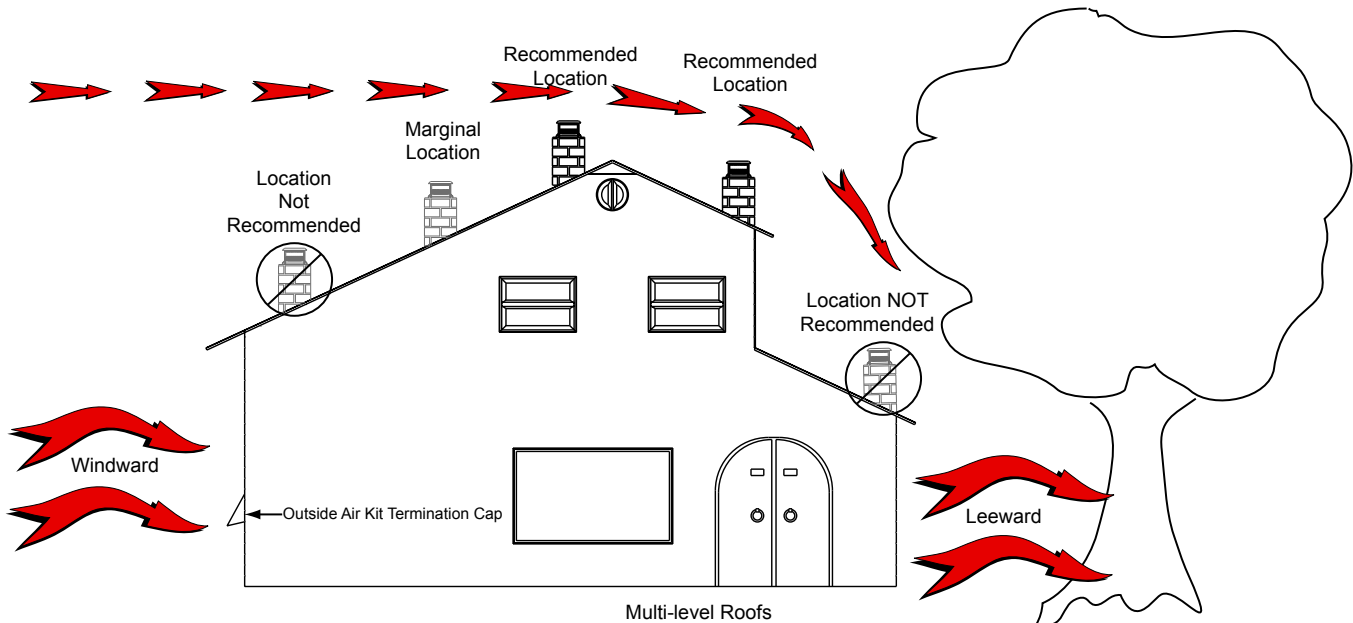 Recommended
Location
Recommended
Location
Marginal
Location
Location
Not
Recommended
Location NOT
Recommended
Windward
Outside Air Kit Termination Cap
Leeward
Multi-level Roofs